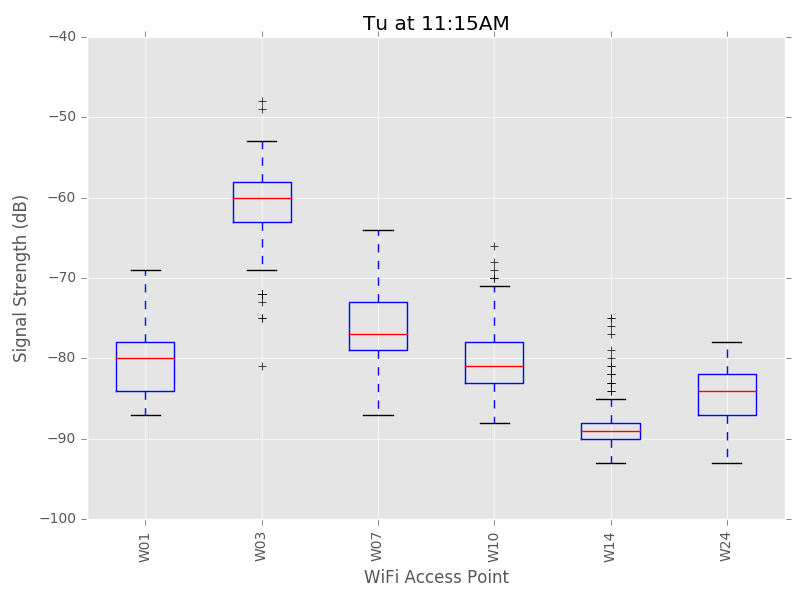 Tu at 11:15AM
−40
−50
−60
−70
−80
−90
−100
Signal Strength (dB)
W01
W03
W07
W10
W14
W24
WiFi Access Point